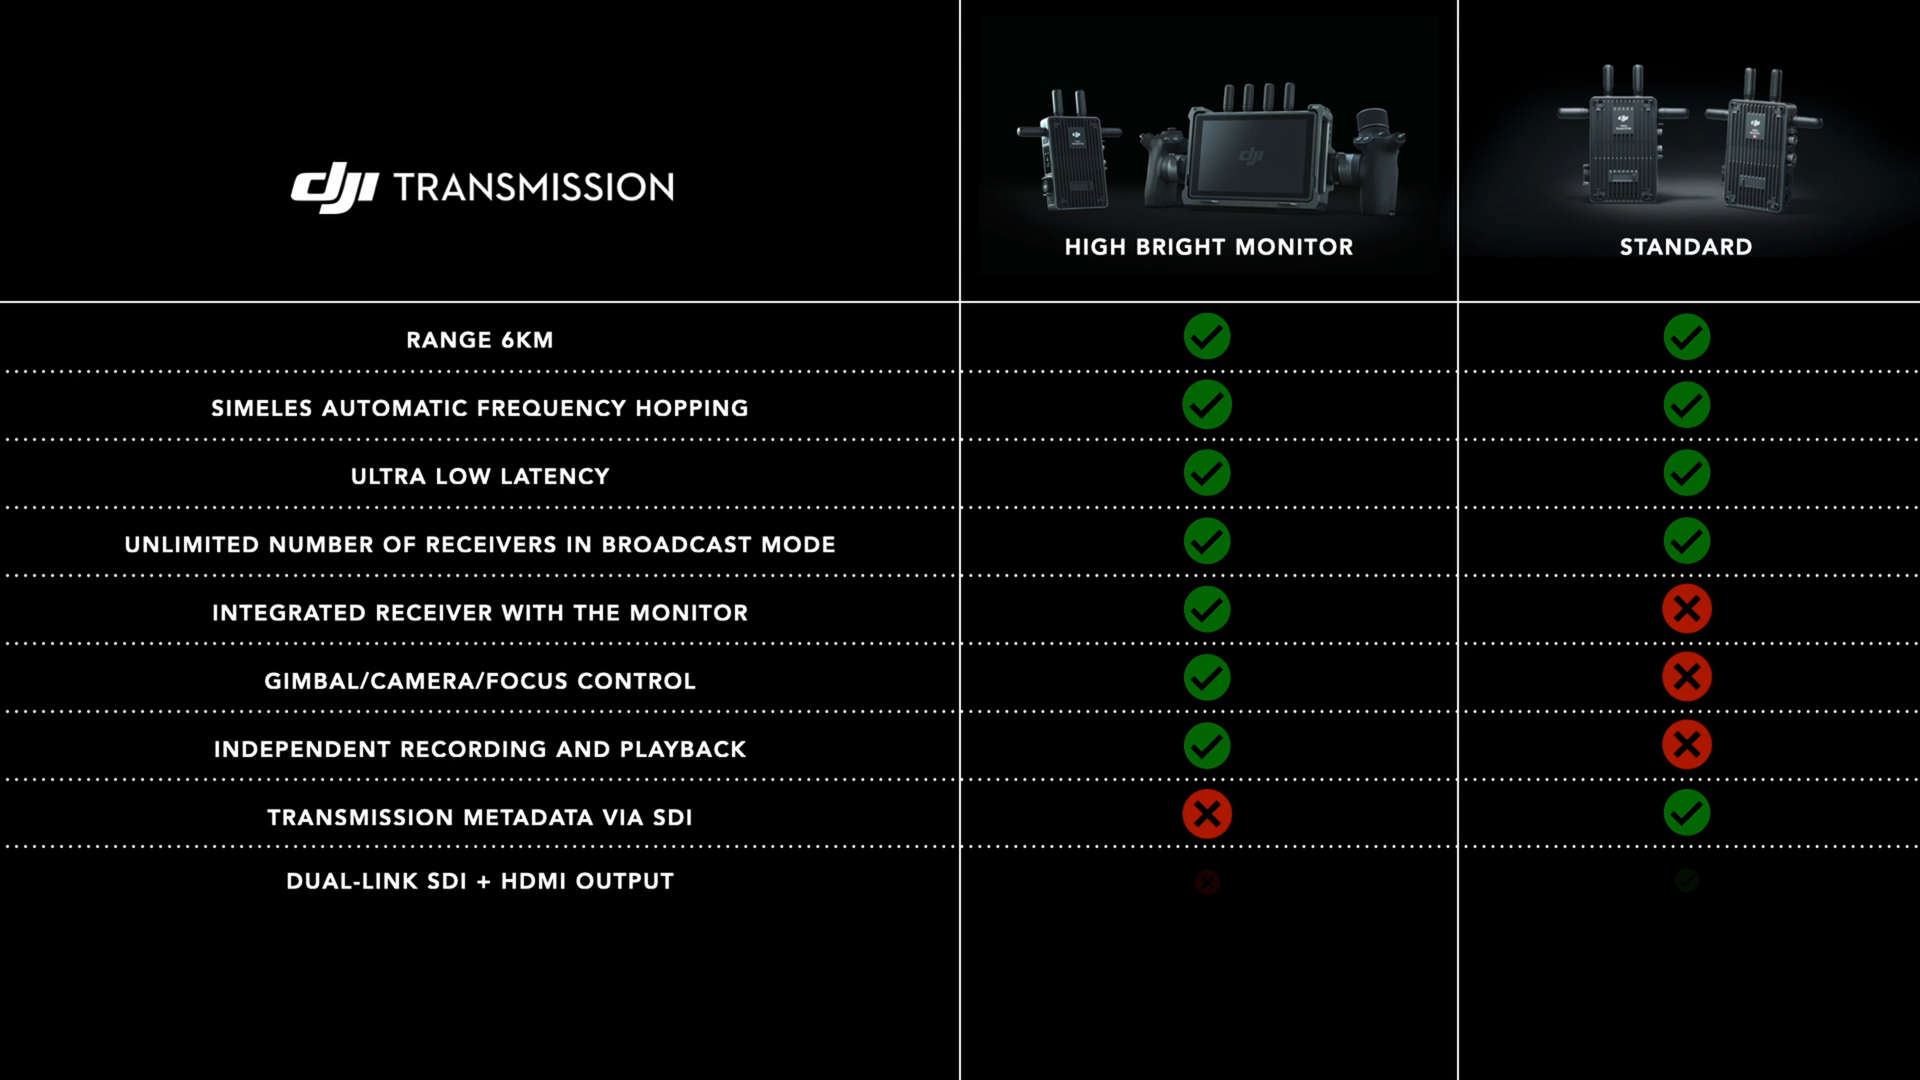 dji TRANSMISSION
HIGH BRIGHT MONITOR
STANDARD
RANGE 6KM
SIMELES AUTOMATIC FREQUENCY HOPPING
ULTRA LOW LATENCY
UNLIMITED NUMBER OF RECEIVERS IN BROADCAST MODE
INTEGRATED RECEIVER WITH THE MONITOR
GIMBAL/CAMERA/FOCUS CONTROL
INDEPENDENT RECORDING AND PLAYBACK
TRANSMISSION METADATA VIA SDI
DUAL-LINK SDI + HDMI OUTPUT